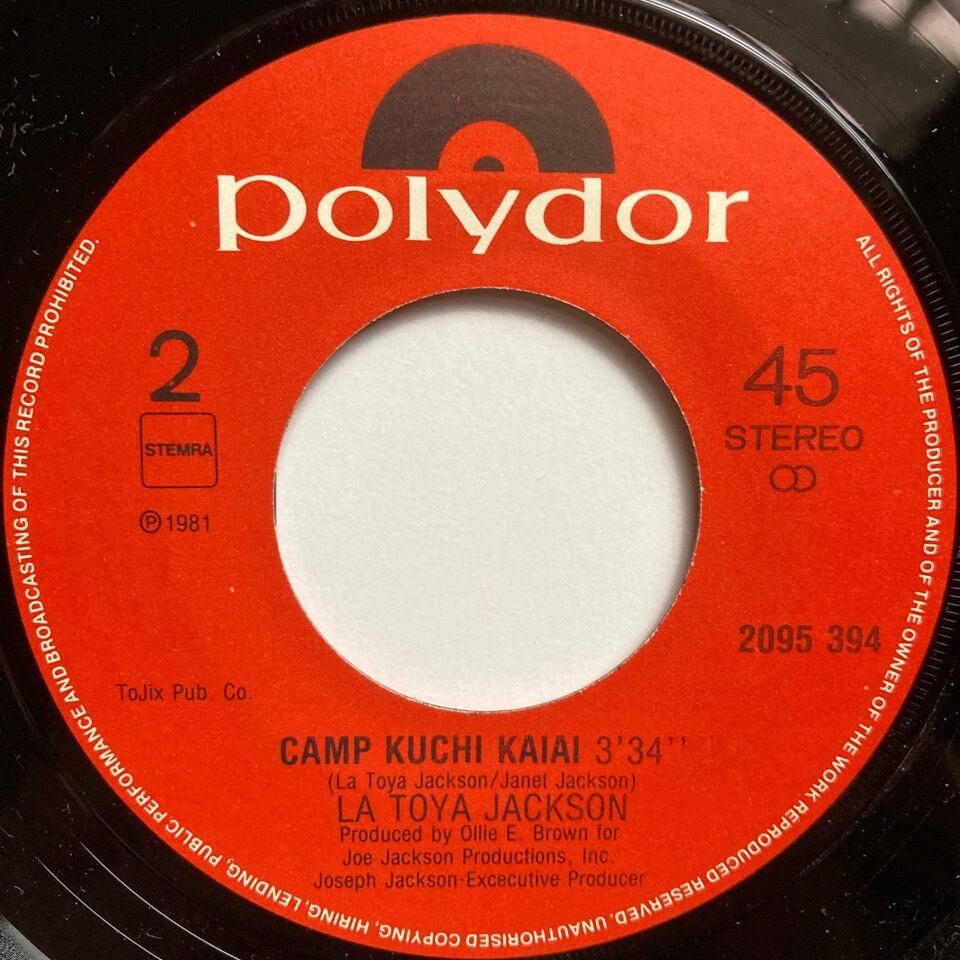 polydor
2
STEMRA
℗1981
45
STEREO
2095 394
ToJix Pub. Co.
CAMP KUCHI KAIAI 3'34''
(La Toya Jackson/Janet Jackson)
LA TOYA JACKSON
Produced by Ollie E. Brown for
Joe Jackson Productions, Inc.
Joseph Jackson-Excecutive Producer
ALL RIGHTS OF THE PRODUCER AND OF THE OWNER OF THE WORK REPRODUCED RESERVED. UNAUTHORISED COPYING, HIRING, LENDING, PUBLIC PERFORMANCE AND BROADCASTING OF THIS RECORD PROHIBITED.